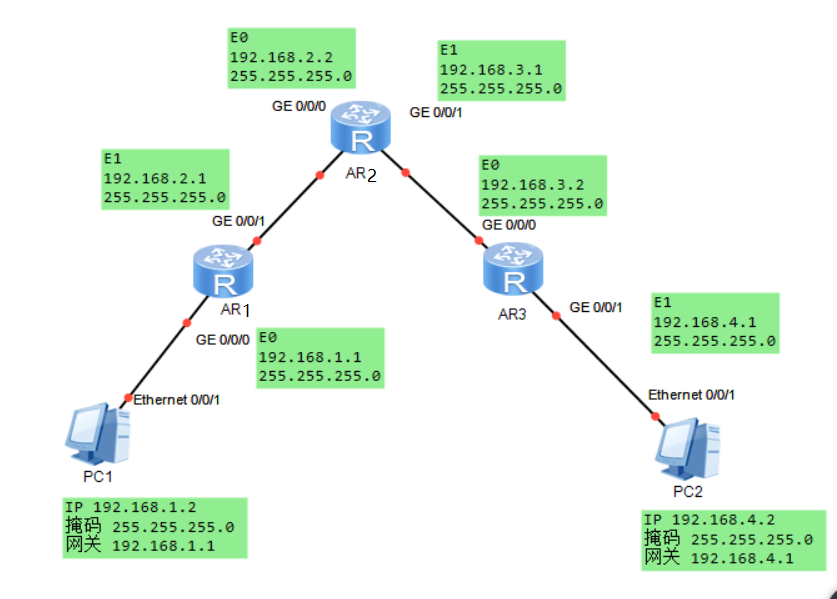 E0
192.168.2.2
255.255.255.0
E1
192.168.3.1
255.255.255.0
GE 0/0/0
GE 0/0/1
R
AR2
E1
192.168.2.1
255.255.255.0
E0
192.168.3.2
255.255.255.0
GE 0/0/1
GE 0/0/0
R
AR1
R
AR3
GE 0/0/0
E0
192.168.1.1
255.255.255.0
GE 0/0/1
E1
192.168.4.1
255.255.255.0
Ethernet 0/0/1
Ethernet 0/0/1
PC1
PC2
IP 192.168.1.2
掩码 255.255.255.0
网关 192.168.1.1
IP 192.168.4.2
掩码 255.255.255.0
网关 192.168.4.1